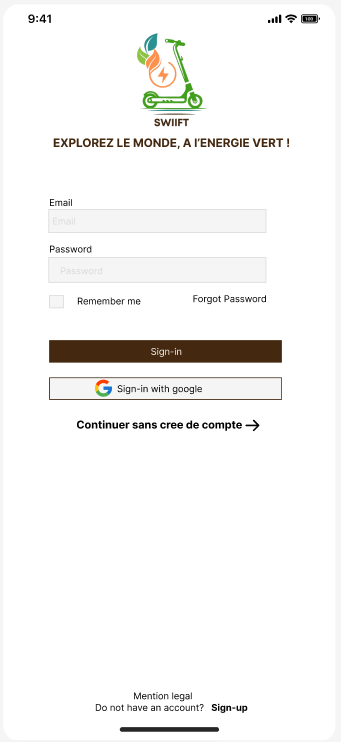 9:41
100
SWIIFT
EXPLOREZ LE MONDE, A l'ENERGIE VERT !
Email
Email
Password
Password
Remember me
Forgot Password
Sign-in
Sign-in with google
Continuer sans cree de compte
Mention legal
Do not have an account? Sign-up